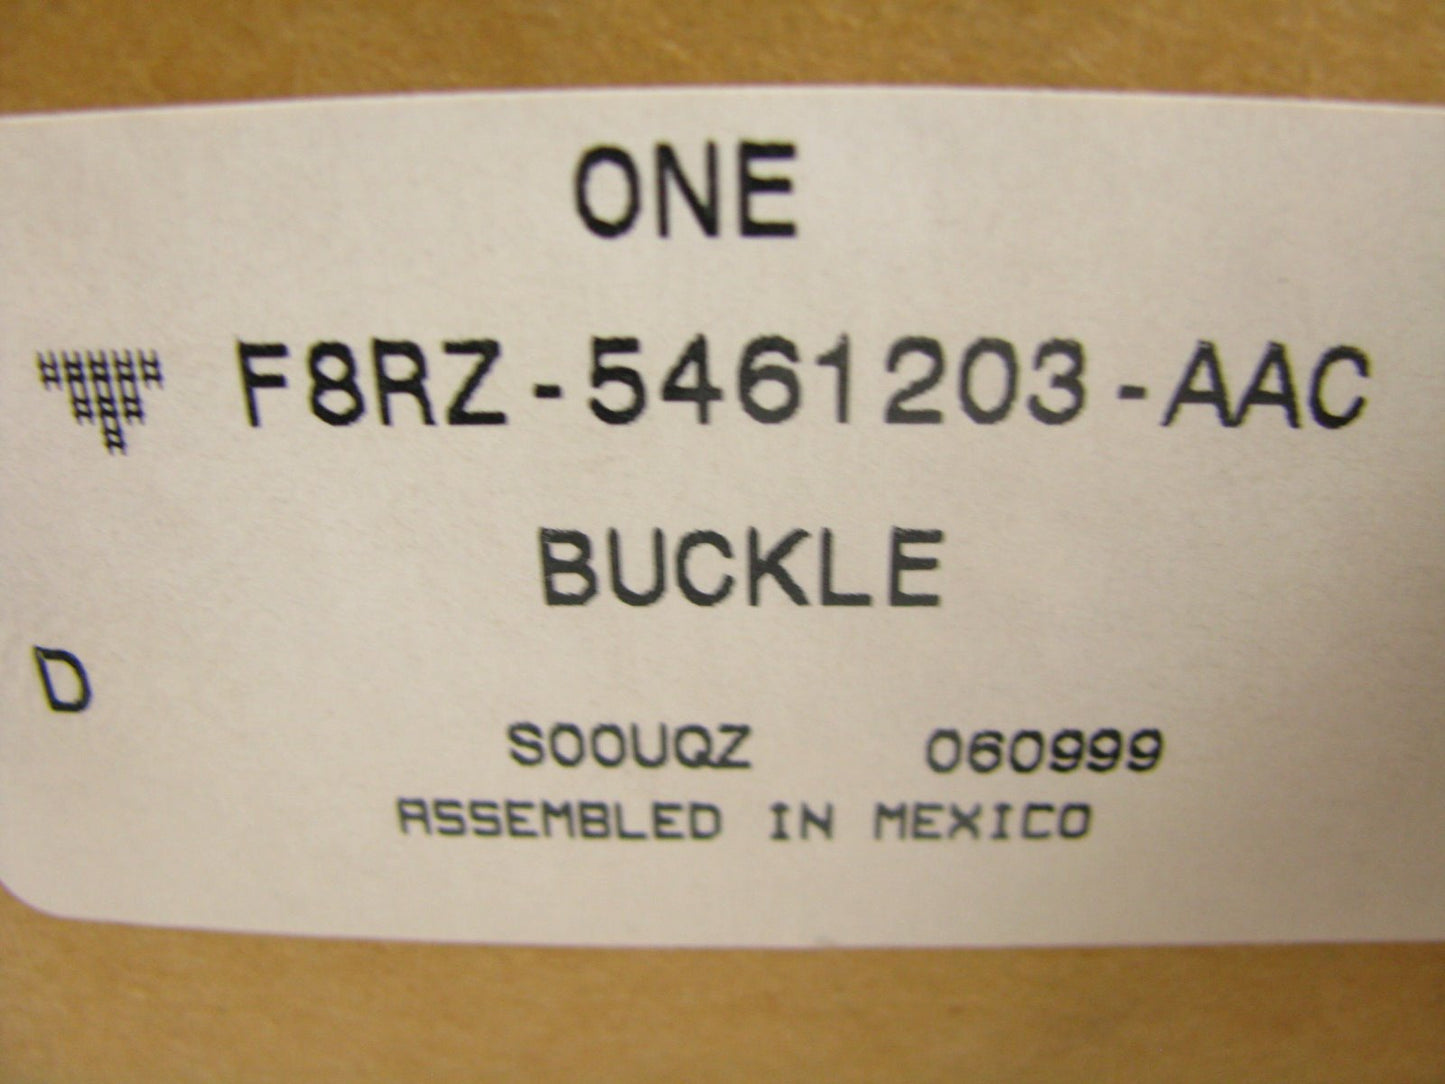 ONE
F8RZ-5461203-AAC
BUCKLE
D
S00UQZ 060999
ASSEMBLED IN MEXICO